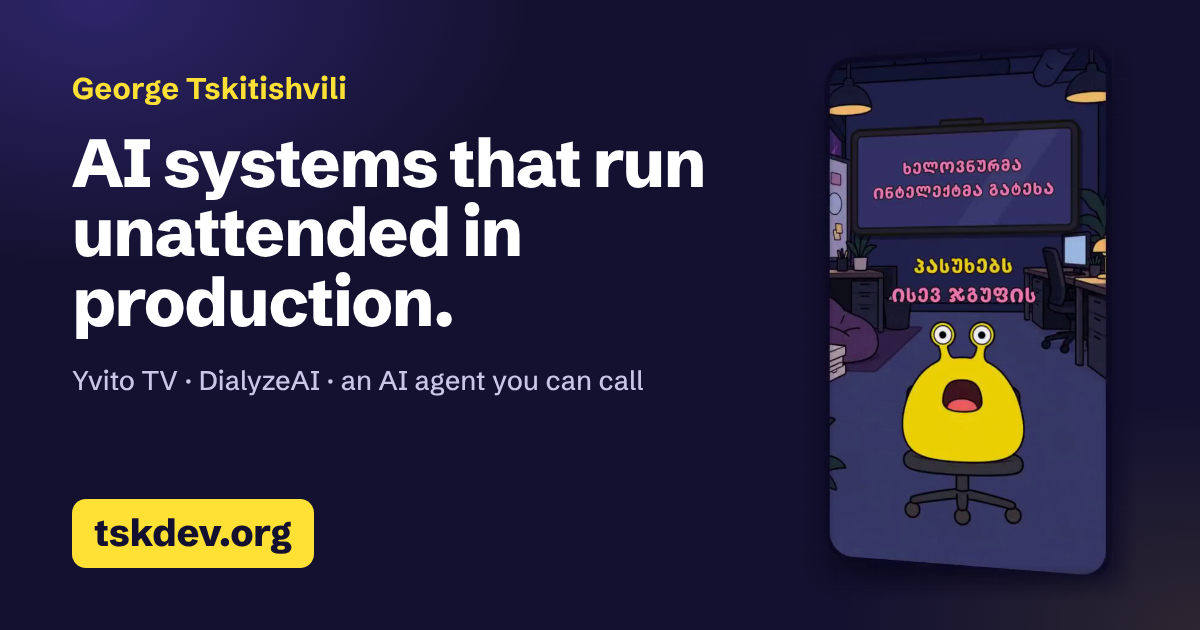 George Tskitishvili
AI systems that run
unattended in
production.
Yvito TV · DialyzeAI · an AI agent you can call
tskdev.org
ხელოვნურმა
ინტელექტმა გატეხა
პასუხებს
ისევ ჯგუფის